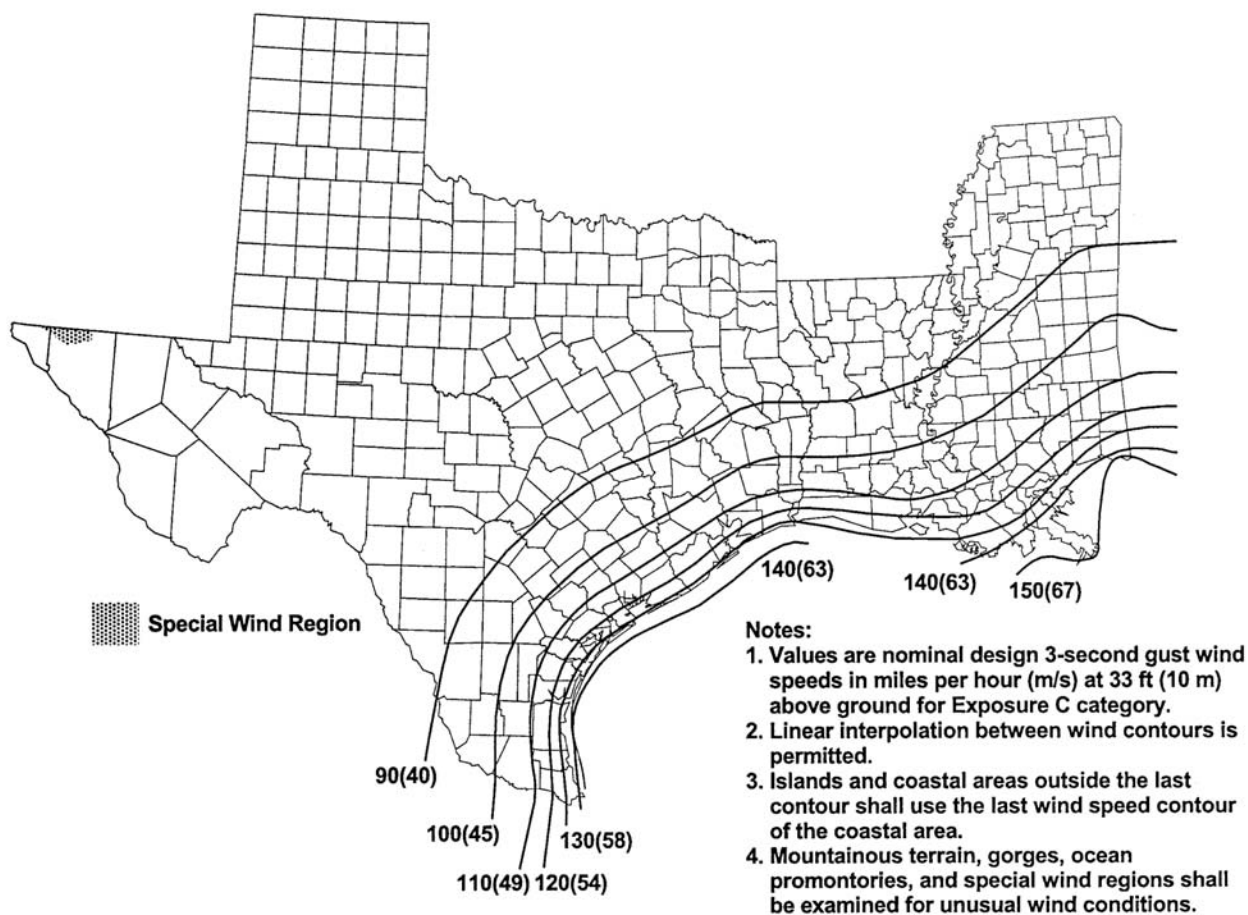 140(63)
140(63)
150(67)
Special Wind Region
90(40)
100(45)
130(58)
110(49)
120(54)
Notes:
1. Values are nominal design 3-second gust wind
speeds in miles per hour (m/s) at 33 ft (10 m)
above ground for Exposure C category.
2. Linear interpolation between wind contours is
permitted.
3. Islands and coastal areas outside the last
contour shall use the last wind speed contour
of the coastal area.
4. Mountainous terrain, gorges, ocean
promontories, and special wind regions shall
be examined for unusual wind conditions.